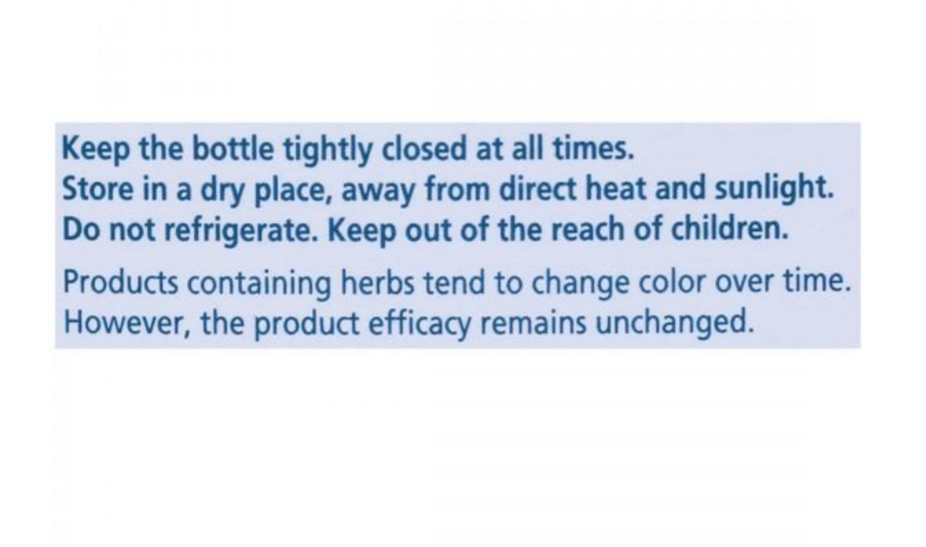 Keep the bottle tightly closed at all times.
Store in a dry place, away from direct heat and sunlight.
Do not refrigerate. Keep out of the reach of children.
Products containing herbs tend to change color over time.
However, the product efficacy remains unchanged.